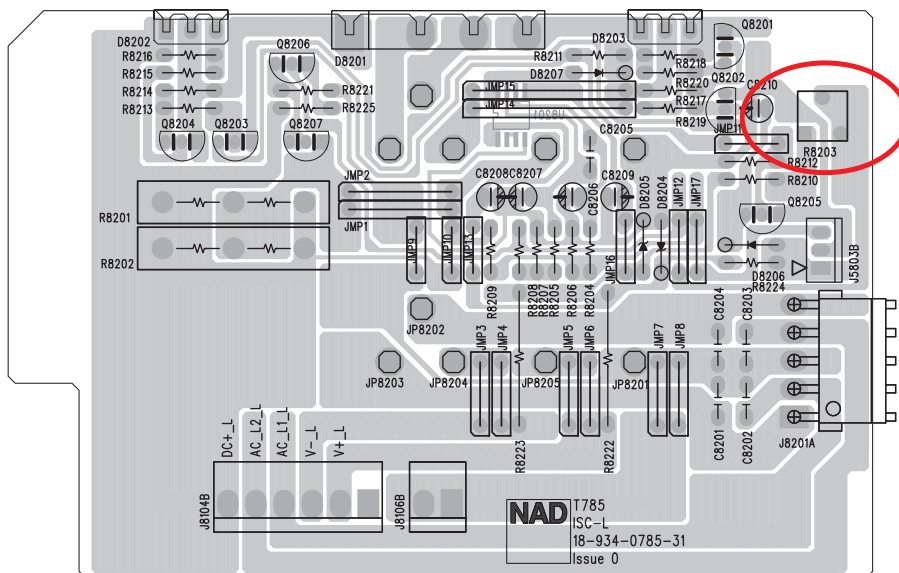 Q8201
D8202
Q8206
D8201
D8203
R8216
R8211
R8218
R8215
D8207
Q8202
C8210
R8214
R8221
JMP15
R8220
R8213
R8225
JMP14
R8217
R8219
Q8204
Q8203
Q8207
U8201
C8205
JMP11
R8203
R8212
JMP2
C8208
C8207
C8206
C8209
D8205
D8204
JMP12
JMP17
R8210
R8201
JMP1
Q8205
R8202
JMP9
JMP10
JMP13
JMP16
J5803B
R8209
R8208
R8207
R8205
R8206
R8204
D8206
R8224
JP8202
C8204
C8203
JMP3
JMP4
JMP5
JMP6
JMP7
JMP8
JP8203
JP8204
JP8205
JP8201
DC+_L
AC_L2_L
AC_L1_L
V-_L
V+_L
R8223
R8222
C8201
C8202
J8201A
J8104B
J8106B
NAD
T785
ISC-L
18-934-0785-31
Issue 0